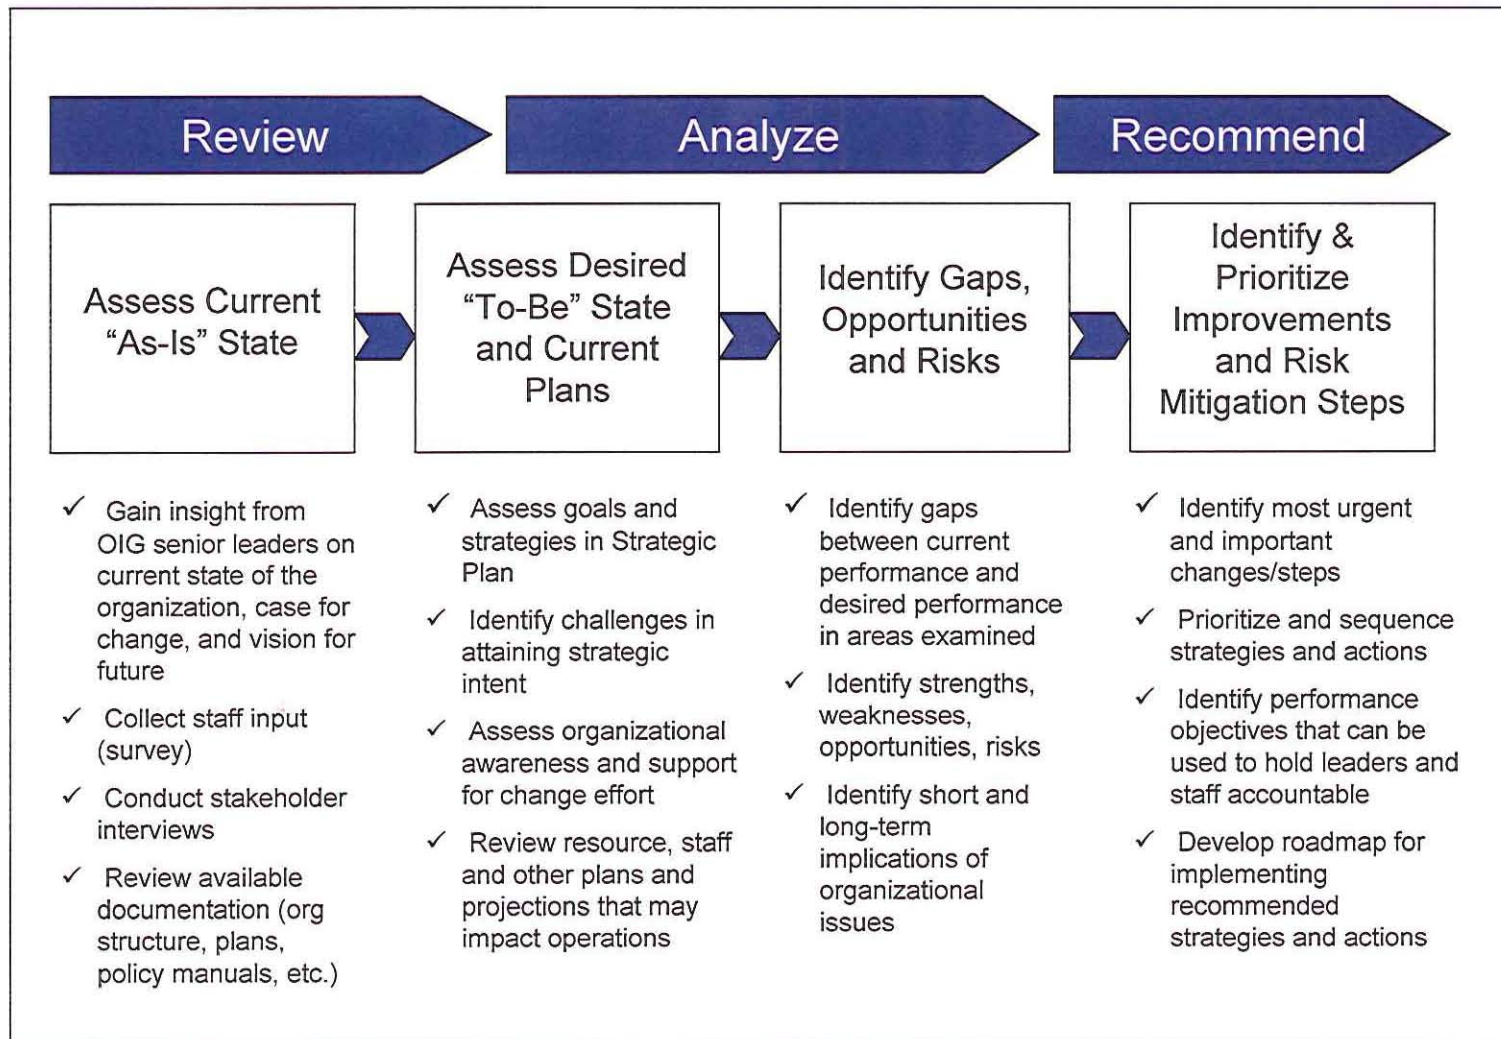 Review
Analyze
Recommend
Assess Current
“As-Is” State
Assess Desired
“To-Be” State
and Current
Plans
Identify Gaps,
Opportunities
and Risks
Identify &
Prioritize
Improvements
and Risk
Mitigation Steps
✓ Gain insight from
OIG senior leaders on
current state of the
organization, case for
change, and vision for
future
✓ Collect staff input
(survey)
✓ Conduct stakeholder
interviews
✓ Review available
documentation (org
structure, plans,
policy manuals, etc.)
✓ Assess goals and
strategies in Strategic
Plan
✓ Identify challenges in
attaining strategic
intent
✓ Assess organizational
awareness and support
for change effort
✓ Review resource, staff
and other plans and
projections that may
impact operations
✓ Identify gaps
between current
performance and
desired performance
in areas examined
✓ Identify strengths,
weaknesses,
opportunities, risks
✓ Identify short and
long-term
implications of
organizational
issues
✓ Identify most urgent
and important
changes/steps
✓ Prioritize and sequence
strategies and actions
✓ Identify performance
objectives that can be
used to hold leaders and
staff accountable
✓ Develop roadmap for
implementing
recommended
strategies and actions